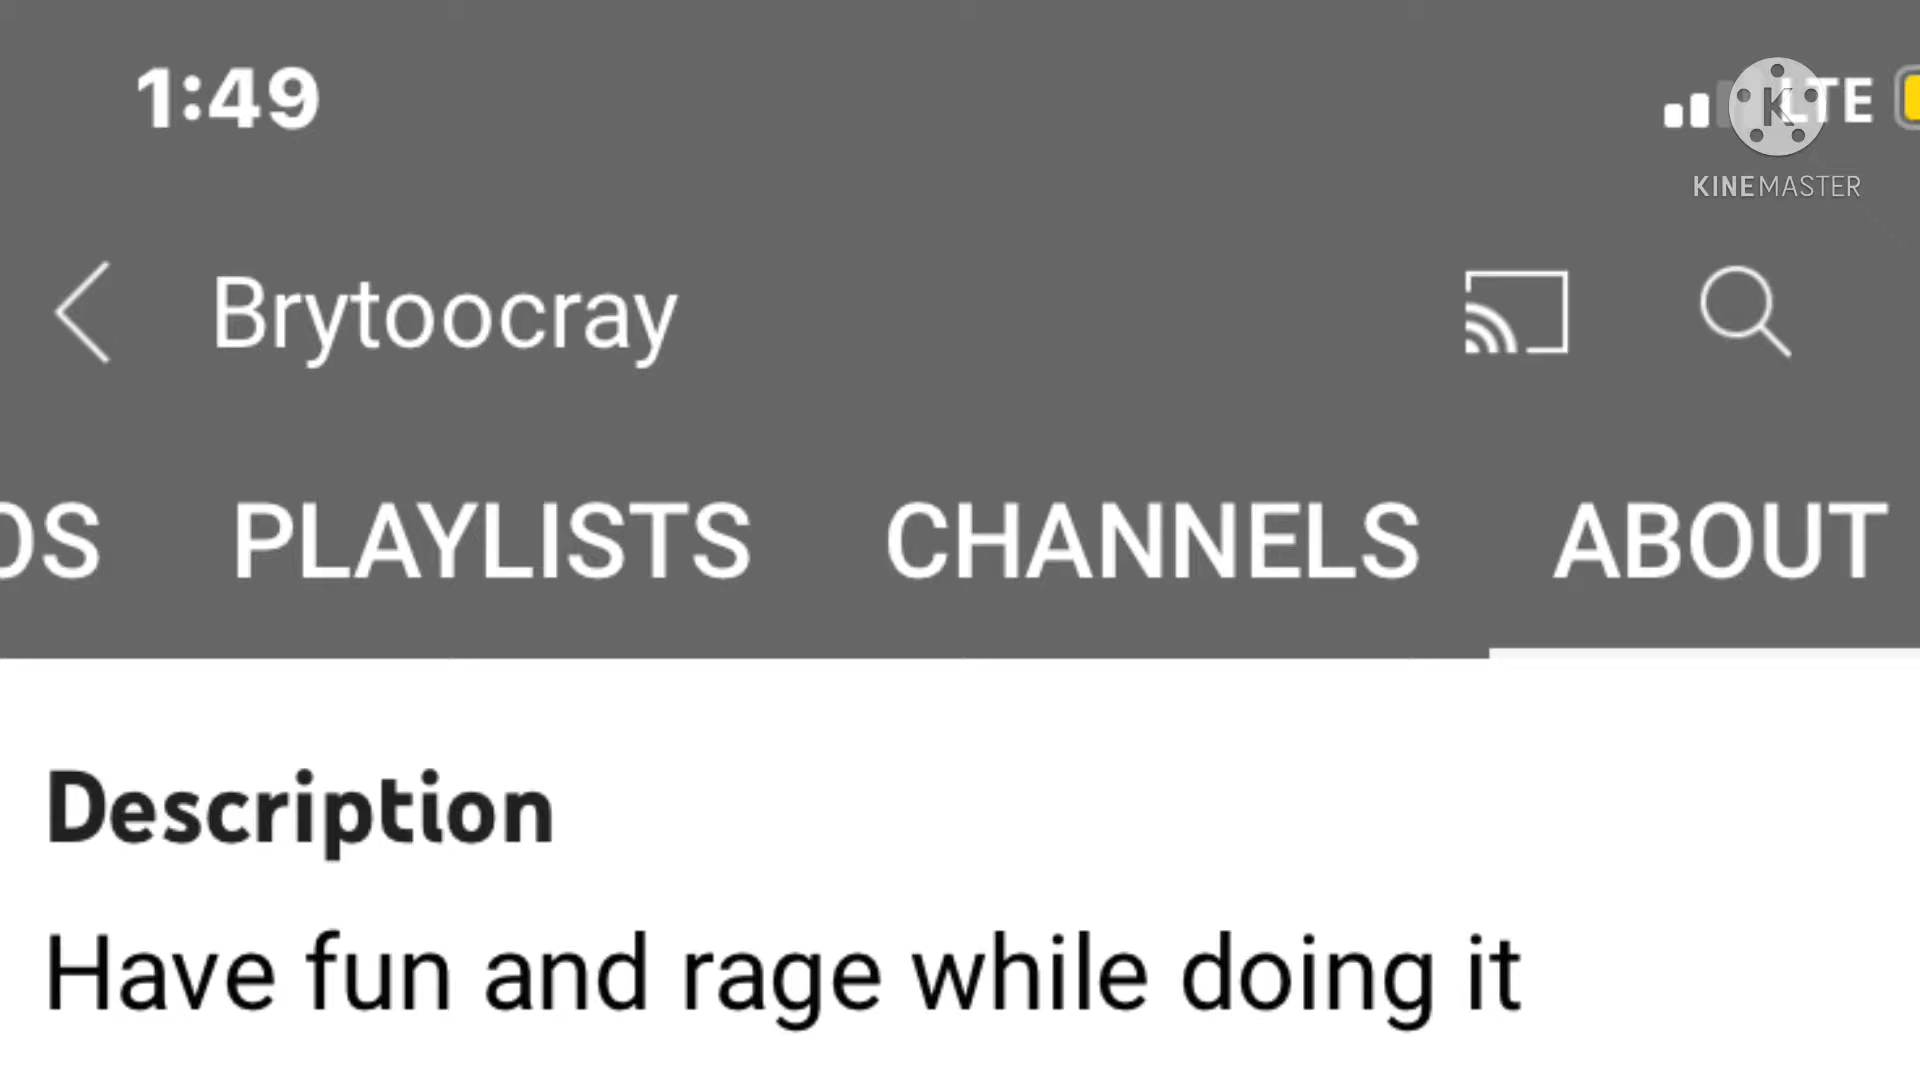 1:49
LTE
KINEMASTER
Brytoocray
OS PLAYLISTS CHANNELS ABOUT
Description
Have fun and rage while doing it